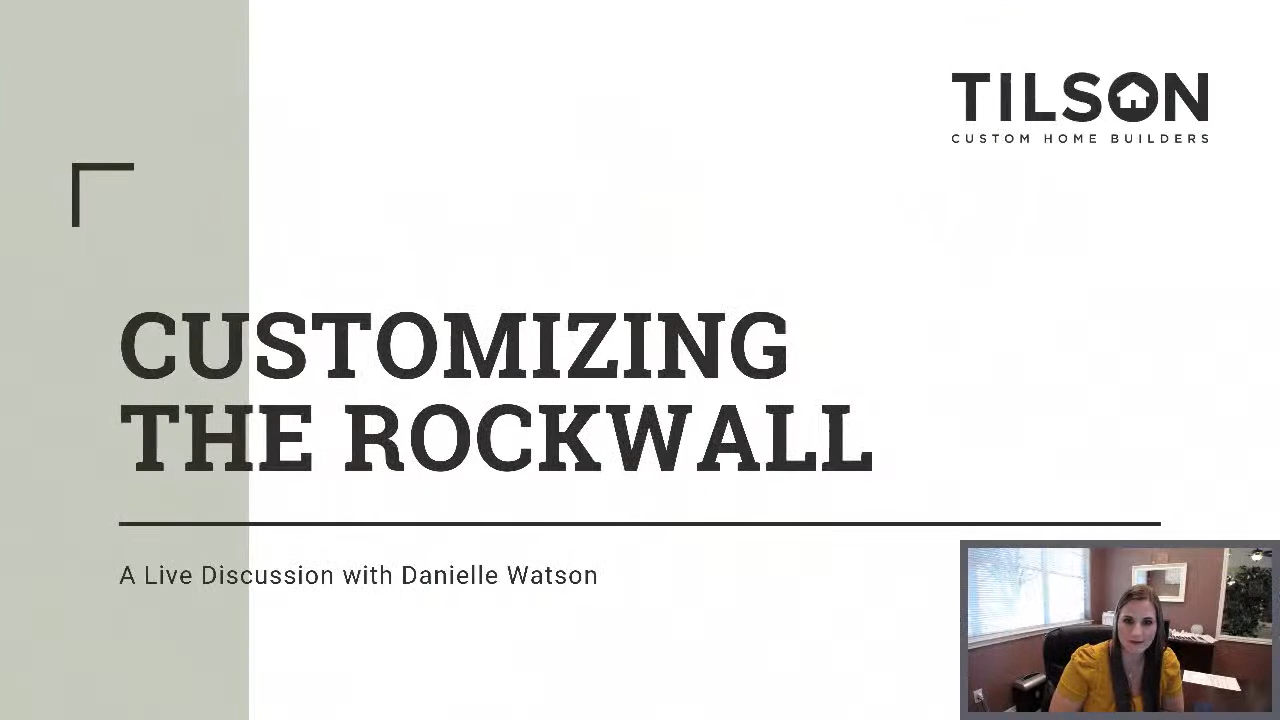 TILSON
CUSTOM HOME BUILDERS
CUSTOMIZING
THE ROCKWALL
A Live Discussion with Danielle Watson